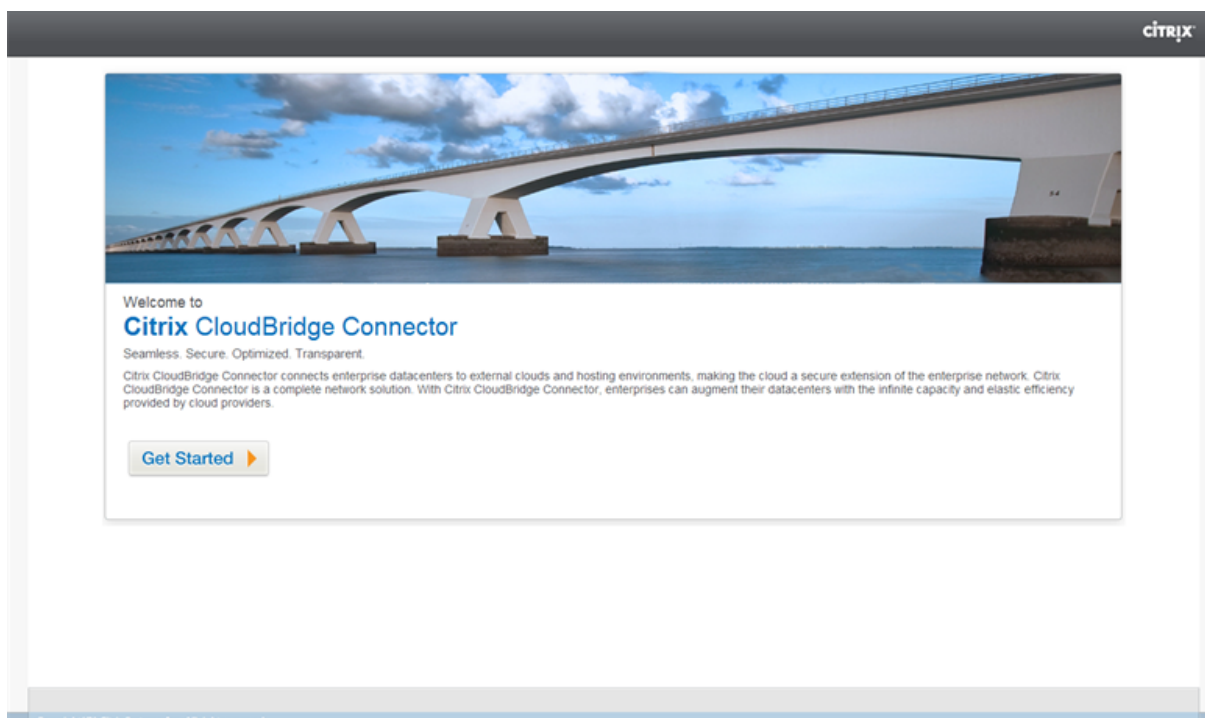 CİTRIX
Welcome to
Citrix CloudBridge Connector
Seamless. Secure. Optimized. Transparent.
Citrix CloudBridge Connector connects enterprise datacenters to external clouds and hosting environments, making the cloud a secure extension of the enterprise network. Citrix
CloudBridge Connector is a complete network solution. With Citrix CloudBridge Connector, enterprises can augment their datacenters with the infinite capacity and elastic efficiency
provided by cloud providers.
Get Started